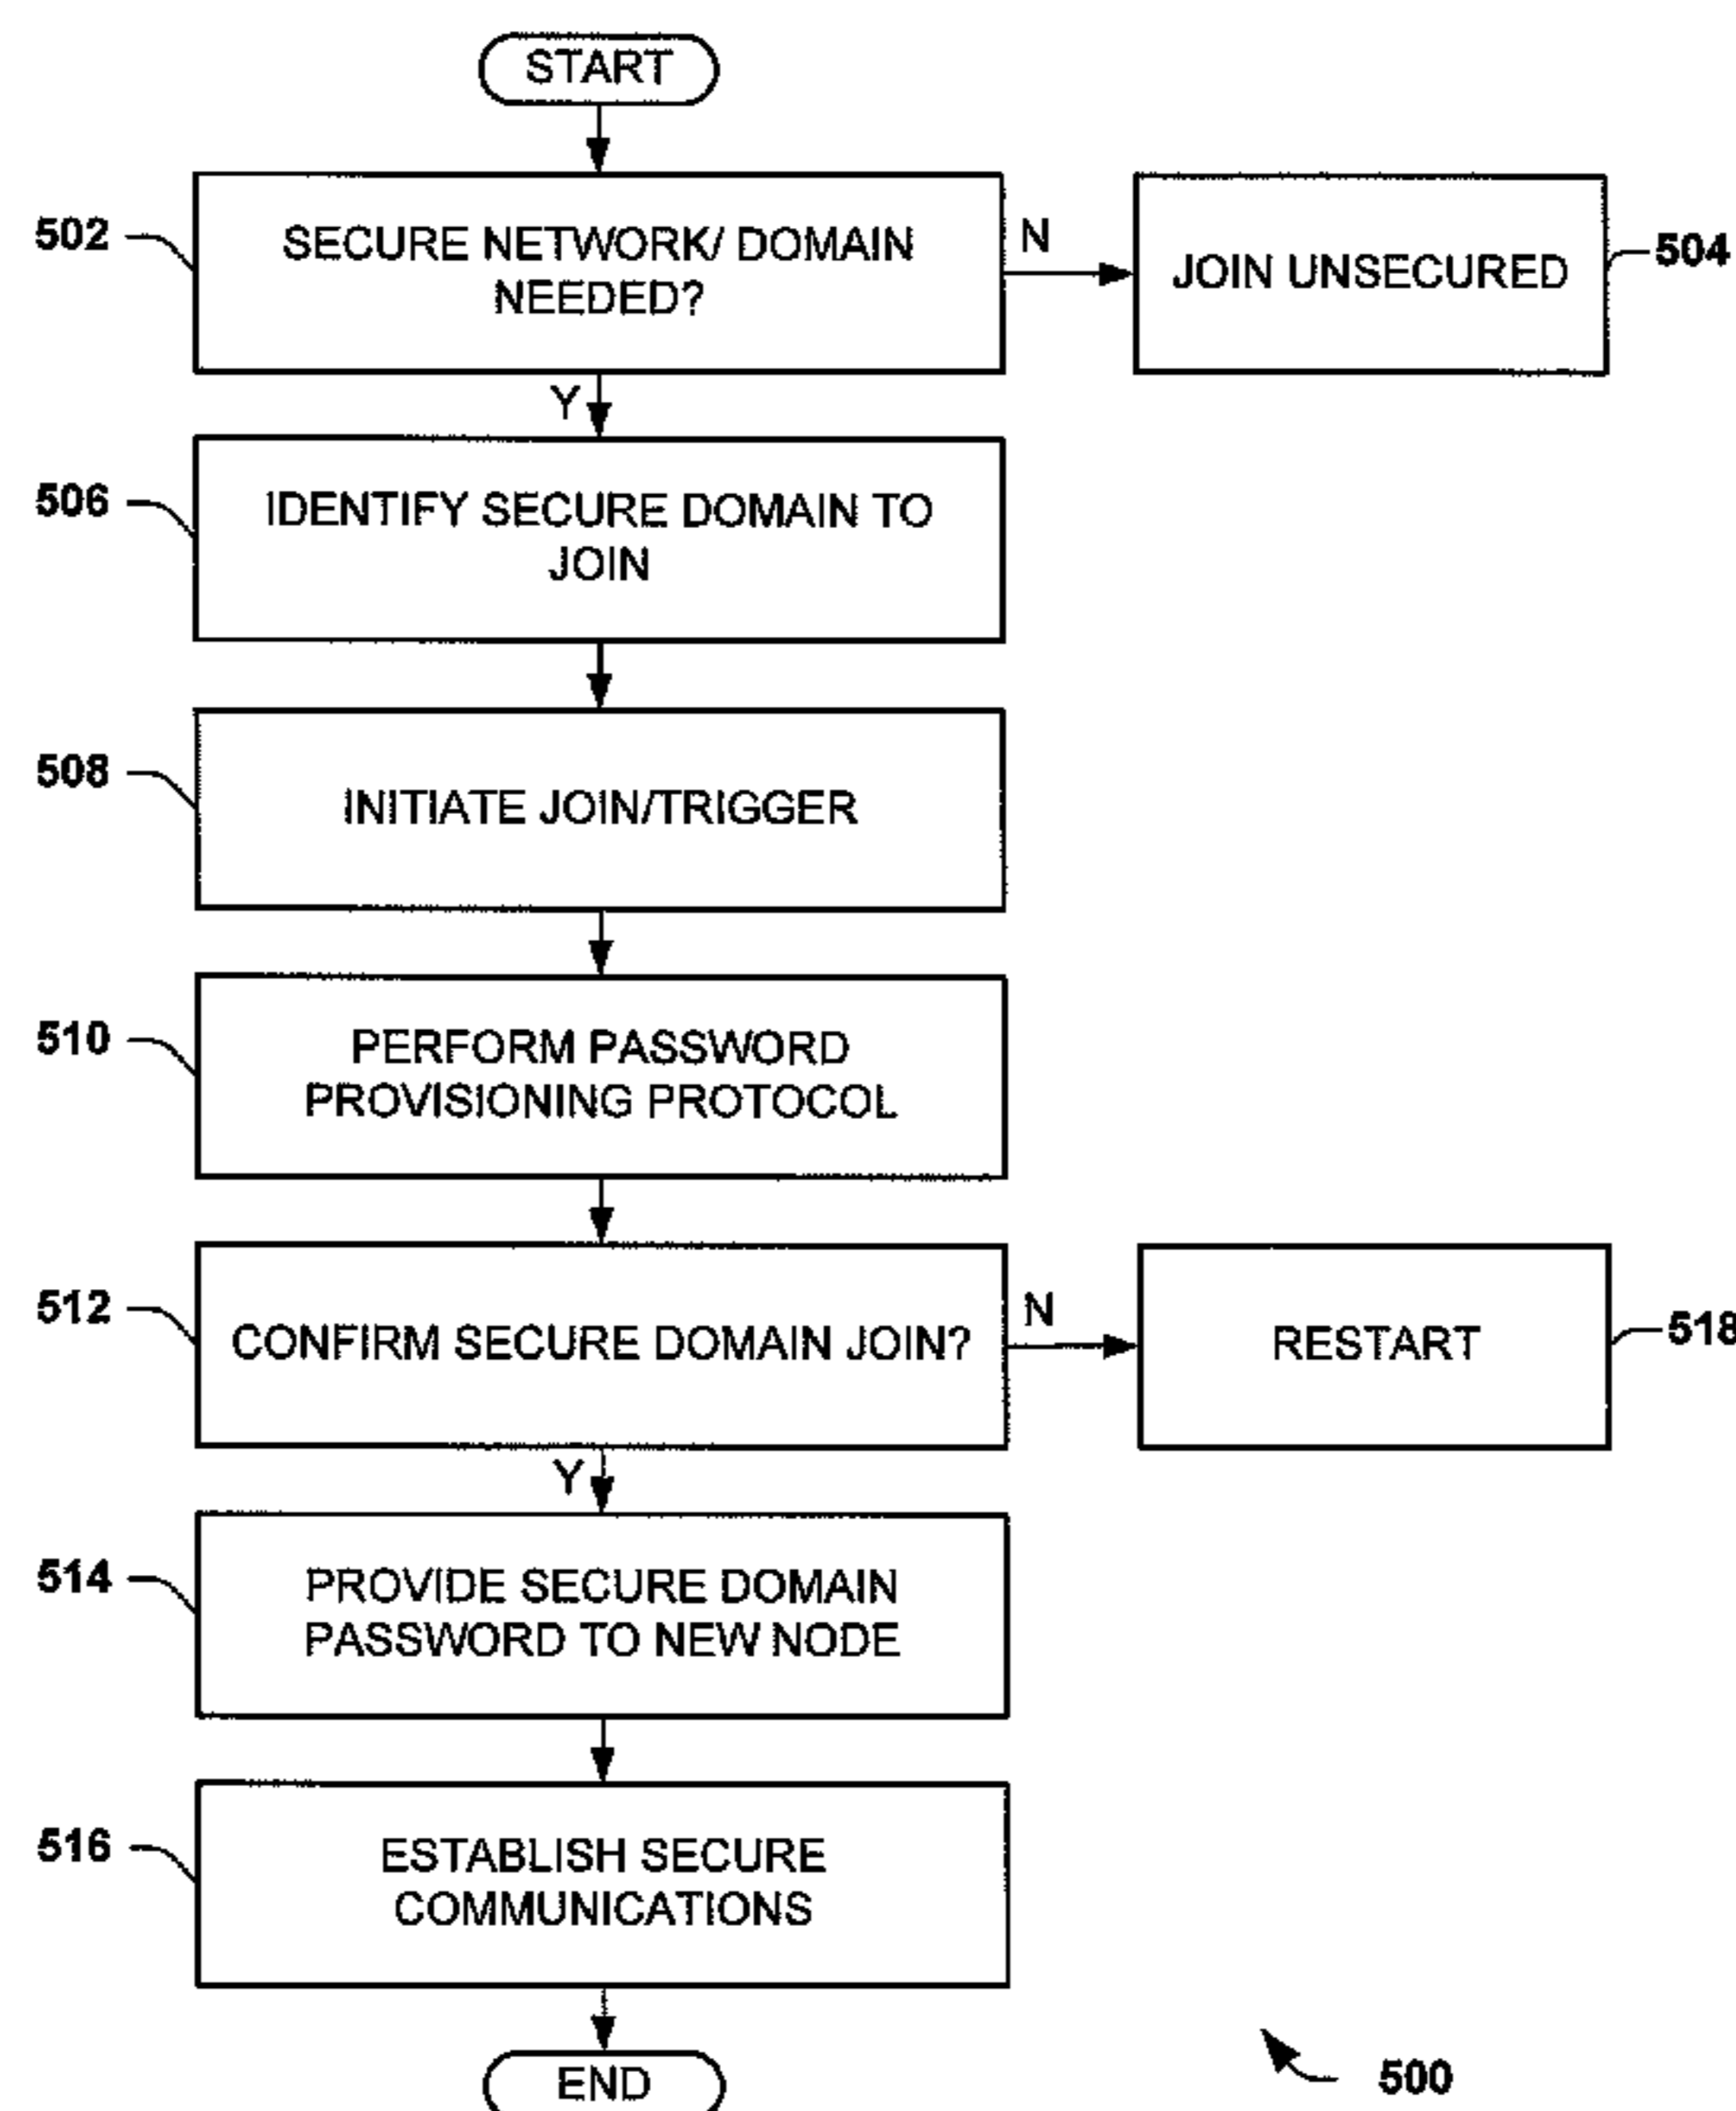 START
502
SECURE NETWORK/ DOMAIN
NEEDED?
N
JOIN UNSECURED
504
Y
506
IDENTIFY SECURE DOMAIN TO
JOIN
508
INITIATE JOIN/TRIGGER
510
PERFORM PASSWORD
PROVISIONING PROTOCOL
512
CONFIRM SECURE DOMAIN JOIN?
N
RESTART
518
Y
514
PROVIDE SECURE DOMAIN
PASSWORD TO NEW NODE
516
ESTABLISH SECURE
COMMUNICATIONS
END
500